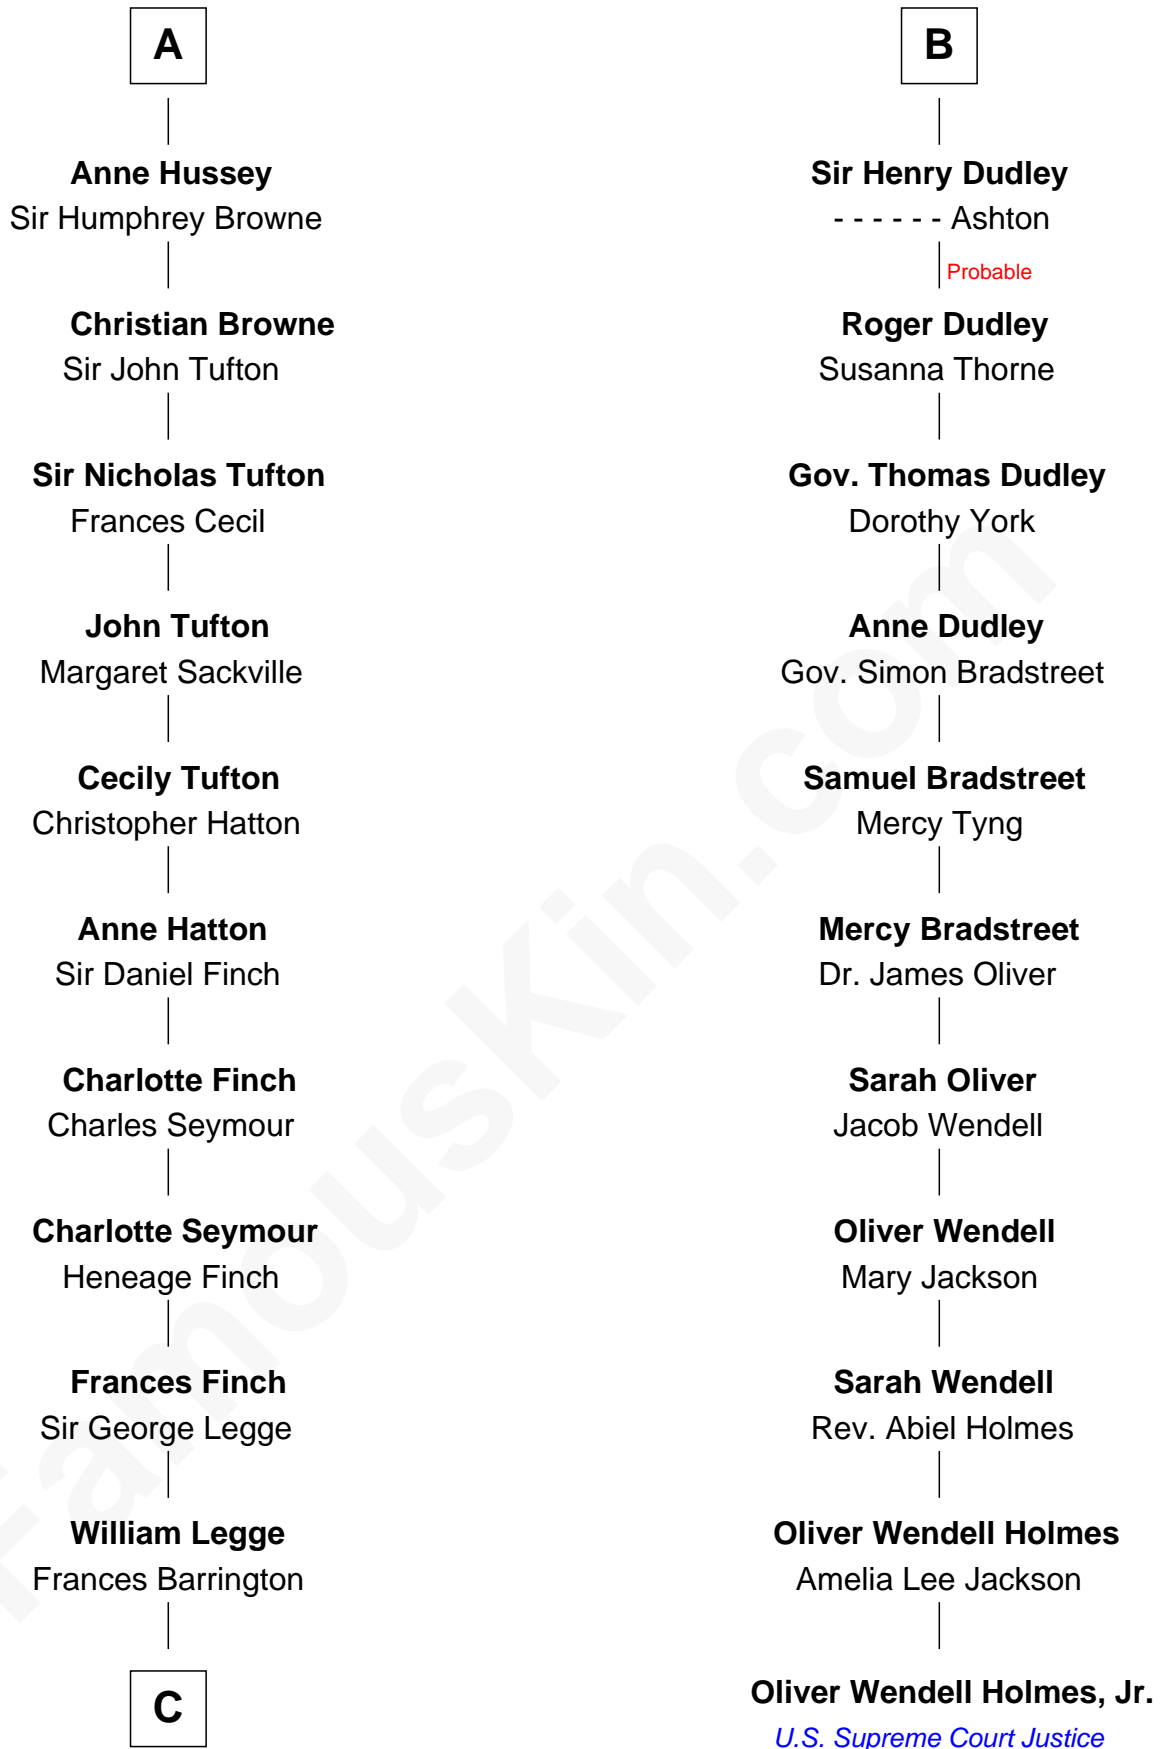 A
Anne Hussey
Sir Humphrey Browne
Christian Browne
Sir John Tufton
Sir Nicholas Tufton
Frances Cecil
John Tufton
Margaret Sackville
Cecily Tufton
Christopher Hatton
Anne Hatton
Sir Daniel Finch
Charlotte Finch
Charles Seymour
Charlotte Seymour
Heneage Finch
Frances Finch
Sir George Legge
William Legge
Frances Barrington
C
B
Sir Henry Dudley
- - - - - - Ashton
Probable
Roger Dudley
Susanna Thorne
Gov. Thomas Dudley
Dorothy York
Anne Dudley
Gov. Simon Bradstreet
Samuel Bradstreet
Mercy Tyng
Mercy Bradstreet
Dr. James Oliver
Sarah Oliver
Jacob Wendell
Oliver Wendell
Mary Jackson
Sarah Wendell
Rev. Abiel Holmes
Oliver Wendell Holmes
Amelia Lee Jackson
Oliver Wendell Holmes, Jr.
U.S. Supreme Court Justice
FamousKin.com